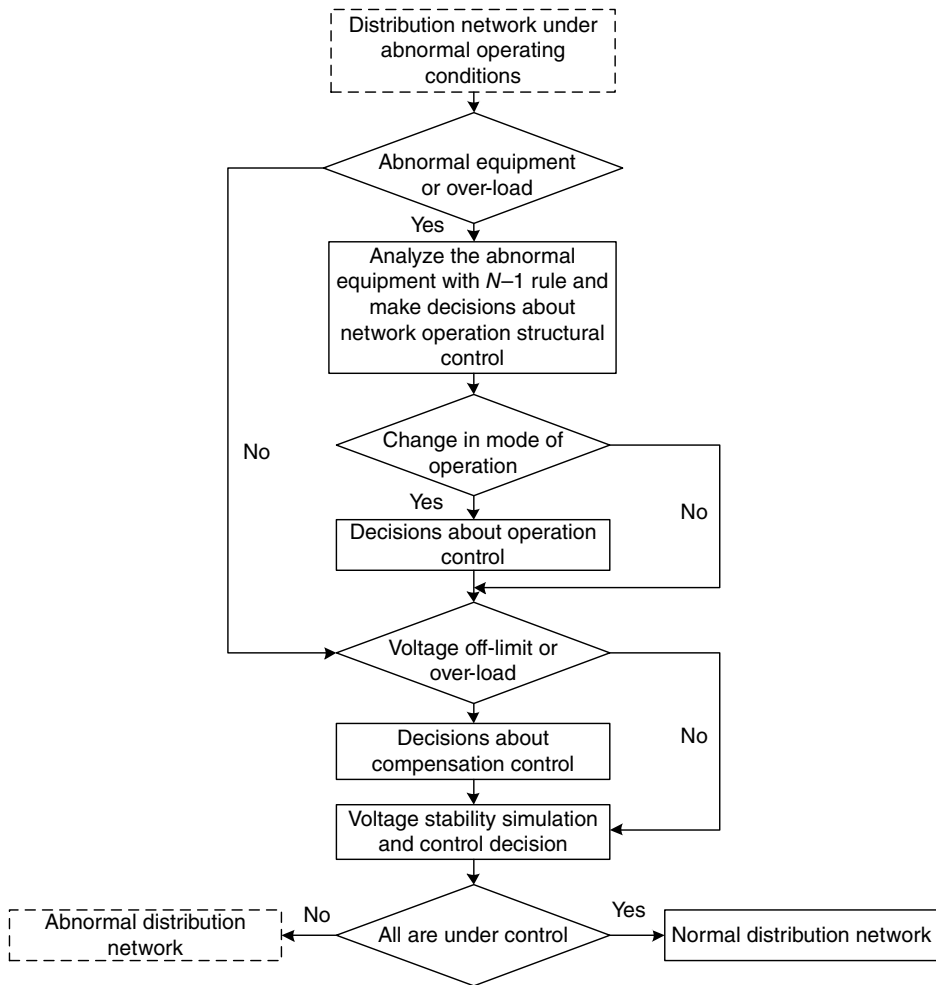 Distribution network under
abnormal operating
conditions
Abnormal equipment
or over-load
Yes
Analyze the abnormal
equipment with N–1 rule and
make decisions about
network operation structural
control
Change in mode of
operation
No
Yes
No
Decisions about operation
control
Voltage off-limit or
over-load
No
Decisions about
compensation control
Voltage stability simulation
and control decision
Abnormal distribution
network
No
All are under control
Yes
Normal distribution network